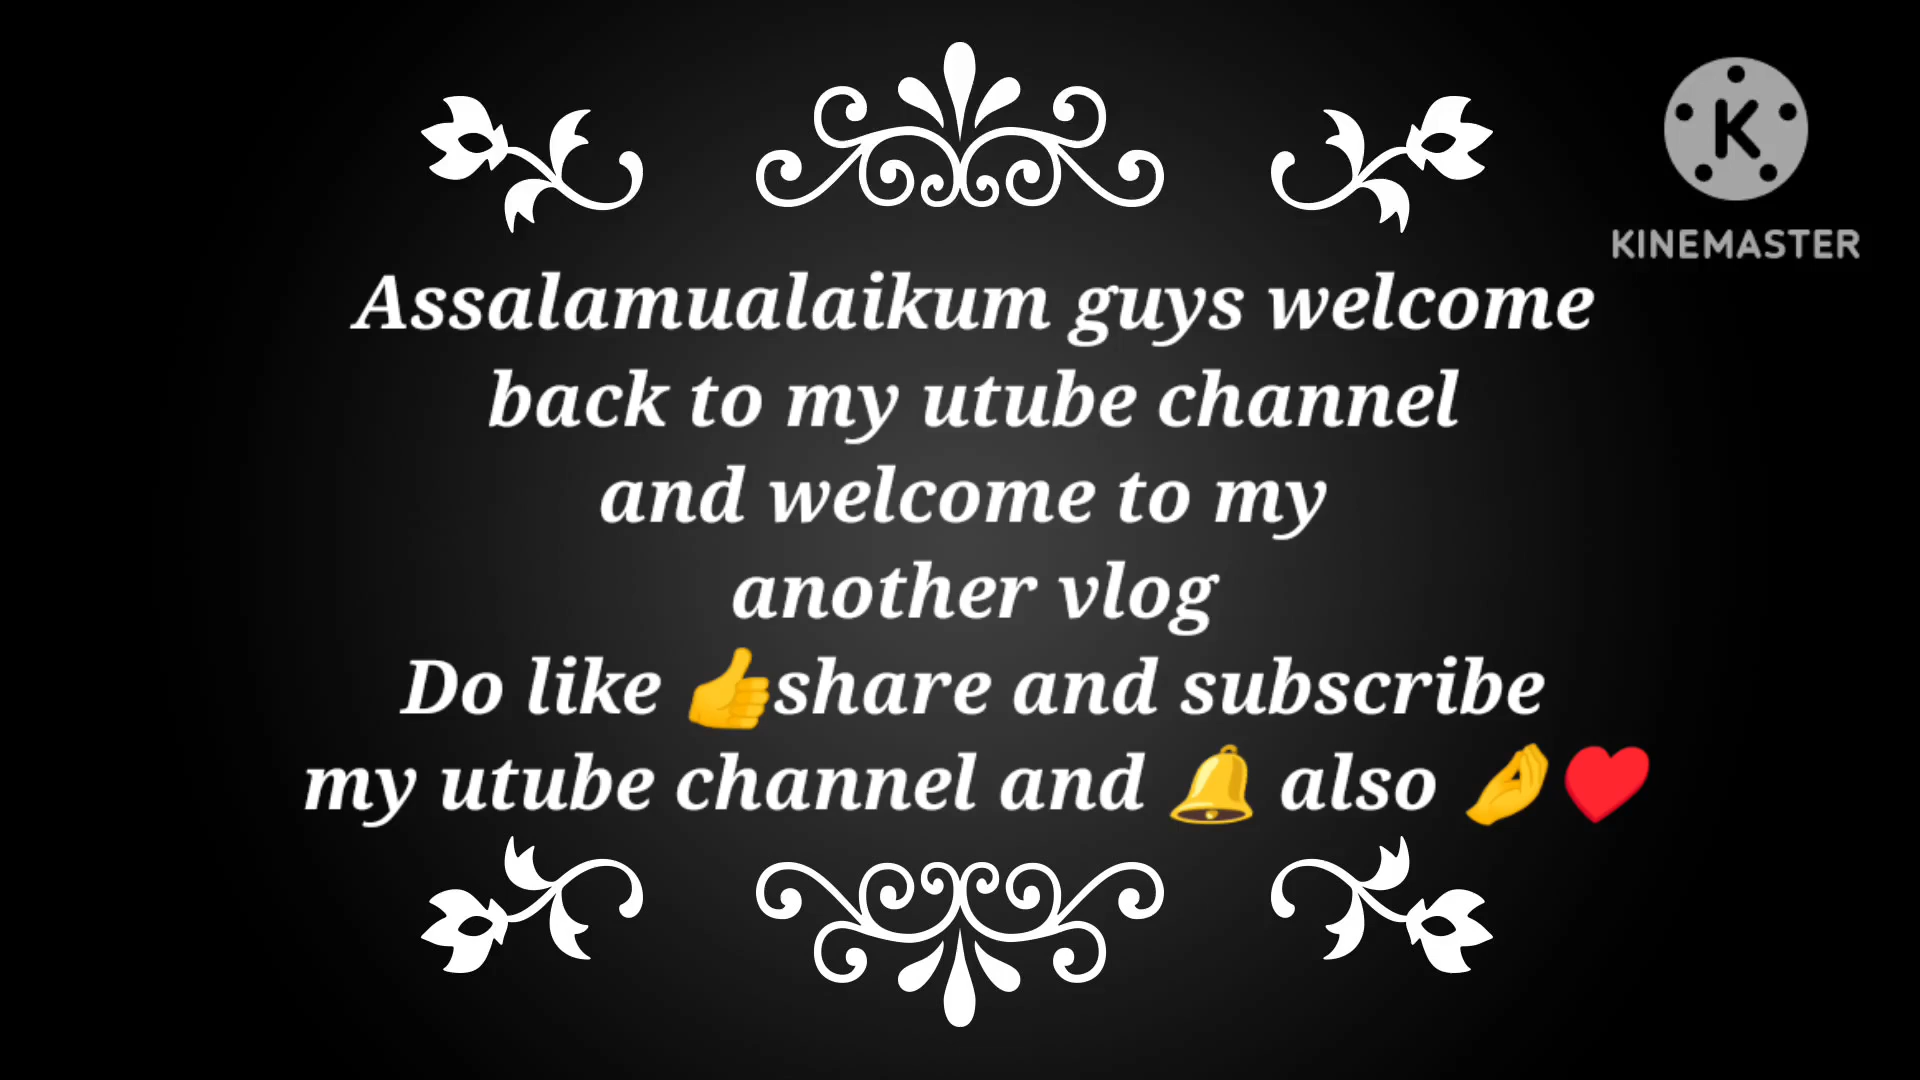 K
KINEMASTER
Assalamualaikum guys welcome
back to my utube channel
and welcome to my
another vlog
Do like 👍share and subscribe
my utube channel and 🔔 also 🤌❤️